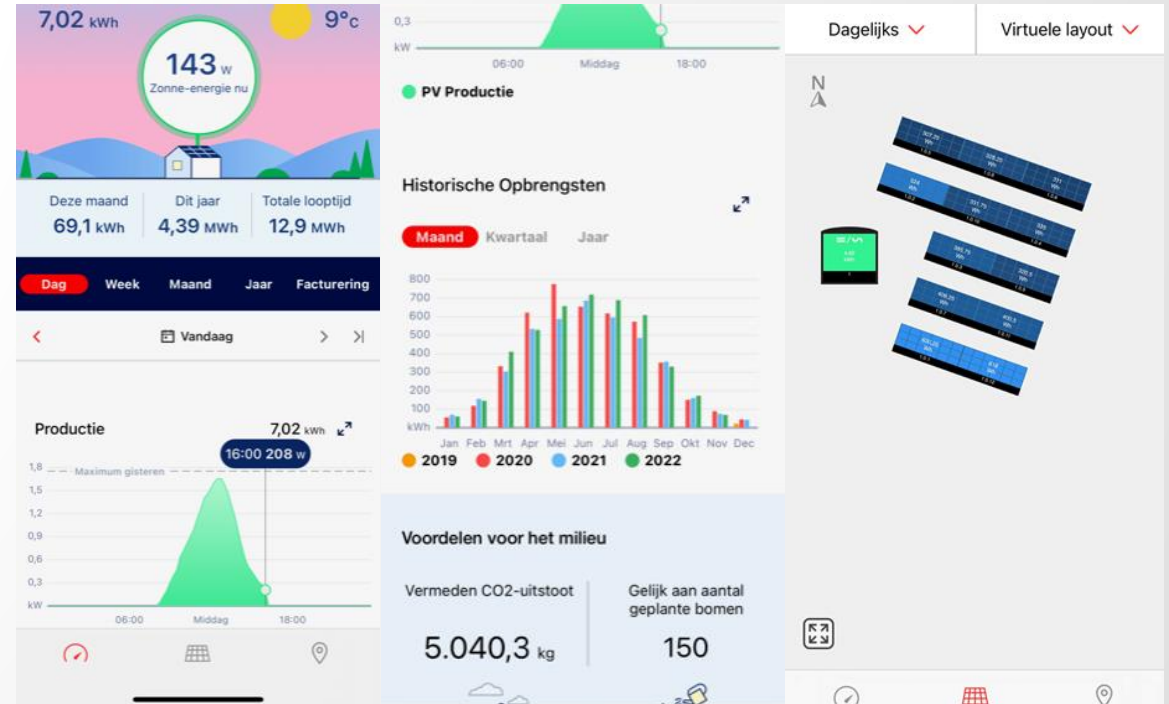 7,02 kWh
9°c
143 w
Zonne-energie nu
Deze maand
69,1 kWh
Dit jaar
4,39 MWh
Totale looptijd
12,9 MWh
Dag Week Maand Jaar Facturering
Vandaag
Productie
7,02 kWh
16:00 208 w
1,8
Maximum gisteren
1,5
1,2
0,9
0,6
0,3
kW
06:00 Middag 18:00
0,3
kW
06:00 Middag 18:00
PV Productie
Historische Opbrengsten
Maand Kwartaal Jaar
800
700
600
500
400
300
200
100
kWh
Jan Feb Mrt Apr Mei Jun Jul Aug Sep Okt Nov Dec
2019 2020 2021 2022
Voordelen voor het milieu
Vermeden CO2-uitstoot
5.040,3 kg
Gelijk aan aantal
geplante bomen
150
Dagelijks
Virtuele layout
N